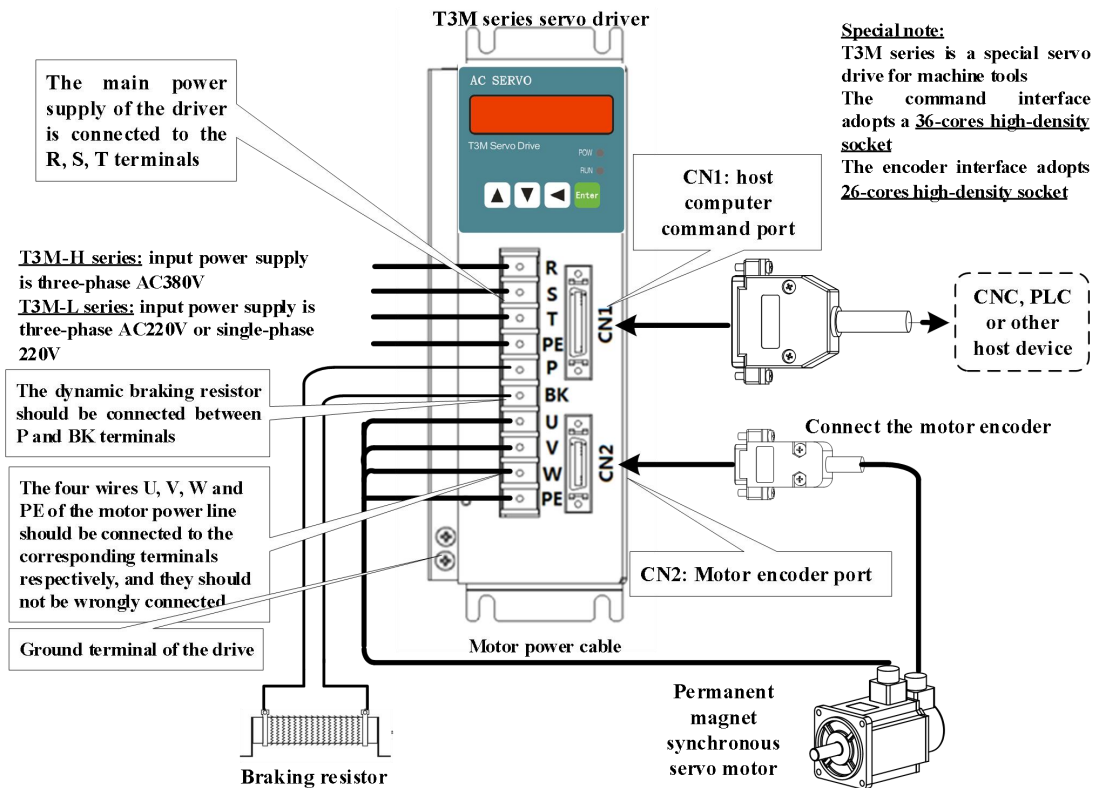 T3M series servo driver
Special note:
T3M series is a special servo
drive for machine tools
The command interface
adopts a 36-cores high-density
socket
The encoder interface adopts
26-cores high-density socket
The main power
supply of the driver
is connected to the
R, S, T terminals
AC SERVO
T3M Servo Drive
POW
RUN
Enter
CN1: host
computer
command port
T3M-H series: input power supply
is three-phase AC380V
T3M-L series: input power supply is
three-phase AC220V or single-phase
220V
R
S
T
PE
P
BK
U
V
W
PE
CN1
CN2
CNC, PLC
or other
host device
The dynamic braking resistor
should be connected between
P and BK terminals
Connect the motor encoder
The four wires U, V, W and
PE of the motor power line
should be connected to the
corresponding terminals
respectively, and they should
not be wrongly connected
CN2: Motor encoder port
Ground terminal of the drive
Motor power cable
Permanent
magnet
synchronous
servo motor
Braking resistor